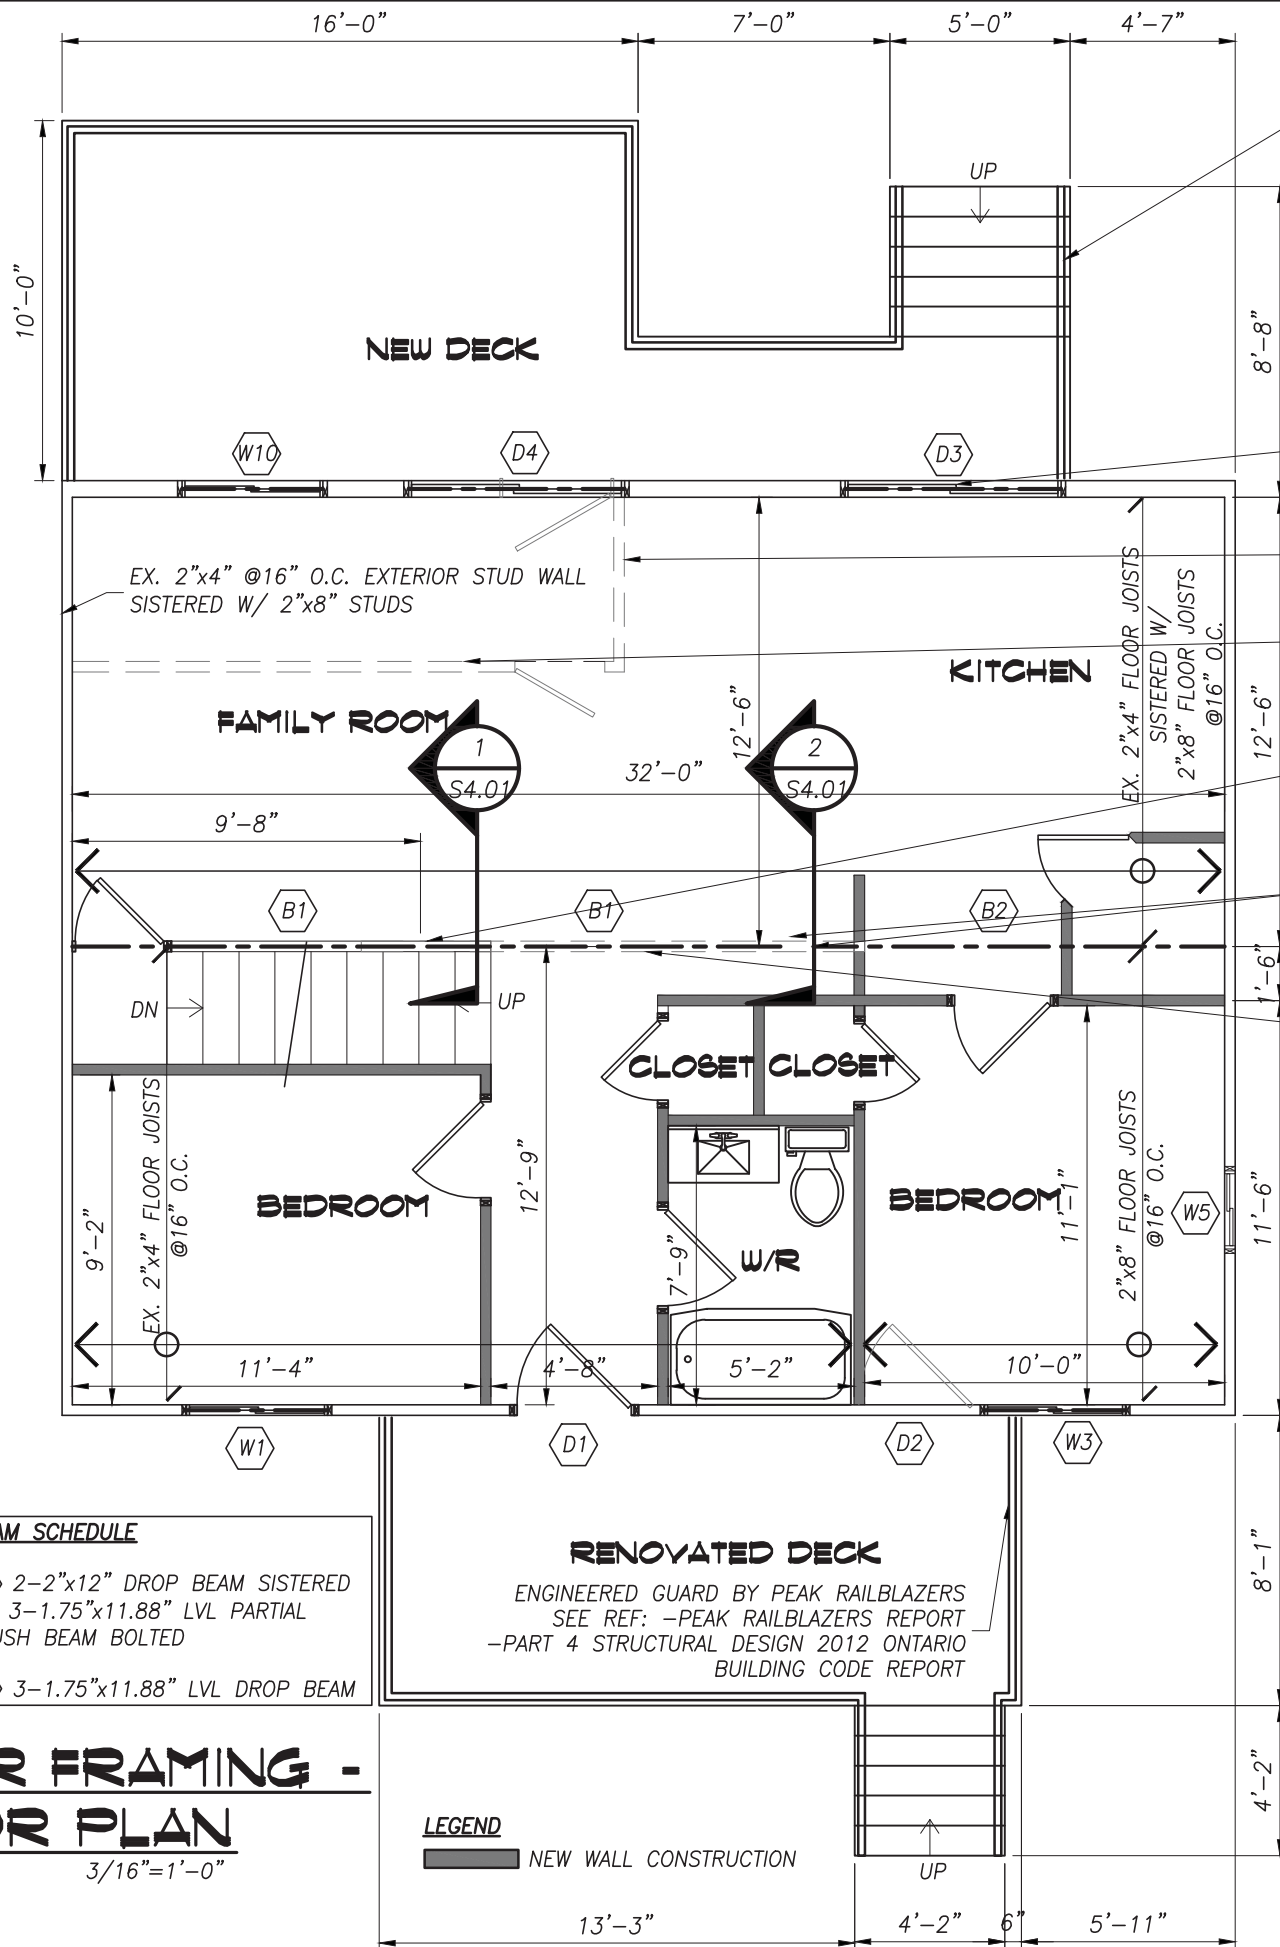 16'-0"
7'-0"
5'-0"
4'-7"
UP
10'-0"
8'-8"
NEW DECK
W10
D4
D3
EX. 2"x4" @16" O.C. EXTERIOR STUD WALL
SISTERED W/ 2"x8" STUDS
EX. 2"x4" FLOOR JOISTS
SISTERED W/
2"x8" FLOOR JOISTS
@16" O.C.
KITCHEN
FAMILY ROOM
12'-6"
12'-6"
1
S4.01
2
S4.01
32'-0"
9'-8"
B1
B1
B2
1'-6"
DN
UP
CLOSET
CLOSET
EX. 2"x4" FLOOR JOISTS
@16" O.C.
12'-9"
2"x8" FLOOR JOISTS
@16" O.C.
9'-2"
BEDROOM
BEDROOM
11'-1"
W5
11'-6"
7'-9"
W/R
11'-4"
4'-8"
5'-2"
10'-0"
W1
D1
D2
W3
AM SCHEDULE
2-2"x12" DROP BEAM SISTERED
3-1.75"x11.88" LVL PARTIAL
USH BEAM BOLTED
3-1.75"x11.88" LVL DROP BEAM
RENOVATED DECK
ENGINEERED GUARD BY PEAK RAILBLAZERS
SEE REF: -PEAK RAILBLAZERS REPORT
-PART 4 STRUCTURAL DESIGN 2012 ONTARIO
BUILDING CODE REPORT
8'-1"
R FRAMING -
OR PLAN
3/16"=1'-0"
LEGEND
NEW WALL CONSTRUCTION
UP
4'-2"
13'-3"
4'-2"
6"
5'-11"